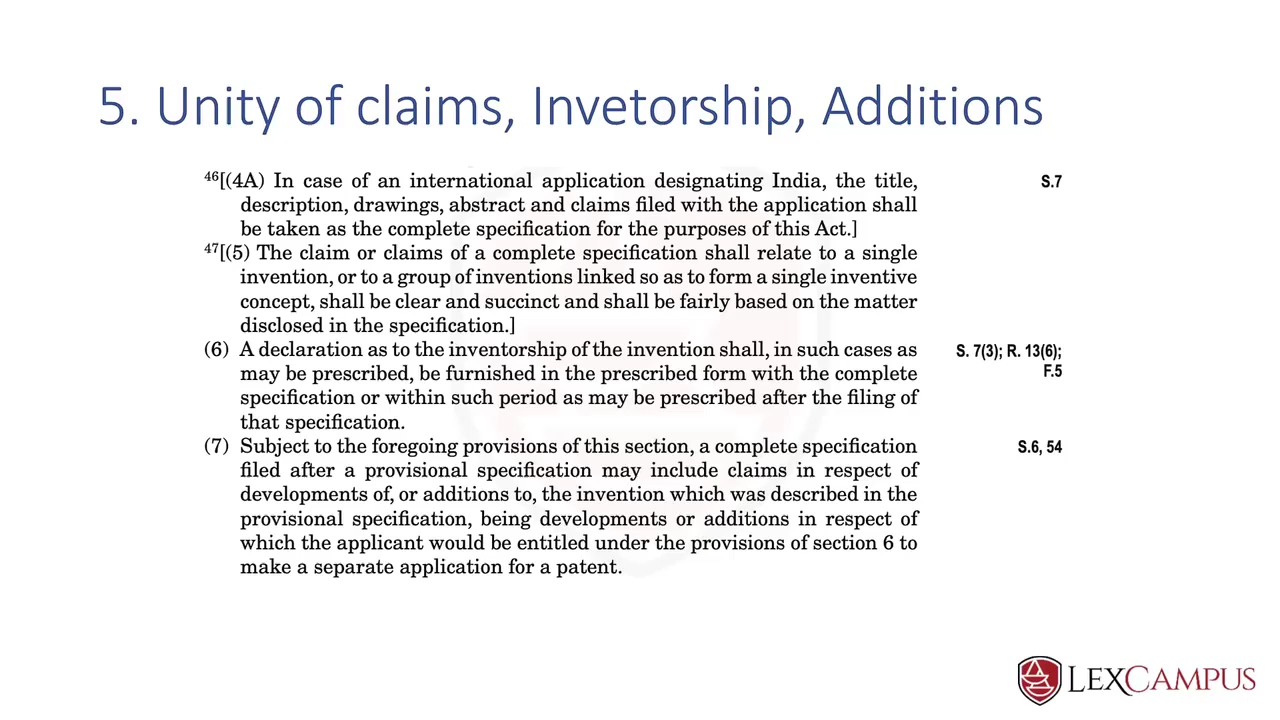 5. Unity of claims, Invetorship, Additions
46[(4A) In case of an international application designating India, the title,
S.7
description, drawings, abstract and claims filed with the application shall
be taken as the complete specification for the purposes of this Act.]
47[(5) The claim or claims of a complete specification shall relate to a single
invention, or to a group of inventions linked so as to form a single inventive
concept, shall be clear and succinct and shall be fairly based on the matter
disclosed in the specification.]
(6) A declaration as to the inventorship of the invention shall, in such cases as
S. 7(3); R. 13(6);
may be prescribed, be furnished in the prescribed form with the complete
F.5
specification or within such period as may be prescribed after the filing of
that specification.
(7) Subject to the foregoing provisions of this section, a complete specification
S.6, 54
filed after a provisional specification may include claims in respect of
developments of, or additions to, the invention which was described in the
provisional specification, being developments or additions in respect of
which the applicant would be entitled under the provisions of section 6 to
make a separate application for a patent.
LEXCAMPUS